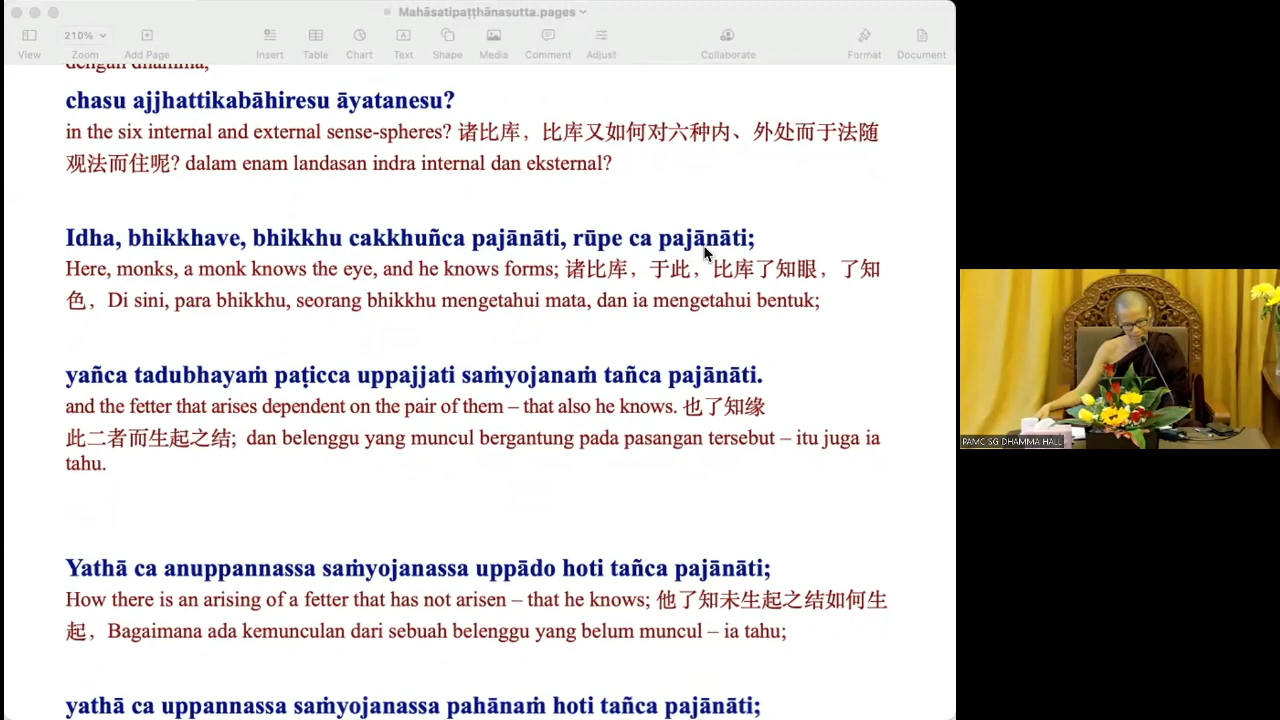 Mahāsatipaṭṭhānasutta.pages
210%
View Zoom Add Page Insert Table Chart Text Shape Media Comment Adjust Collaborate Format Document
dengan dhamma,
chasu ajjhattikabāhiresu āyatanesu?
in the six internal and external sense-spheres? 诸比库，比库又如何对六种内、外处而于法随
观法而住呢? dalam enam landasan indra internal dan eksternal?
Idha, bhikkhave, bhikkhu cakkhuñca pajānāti, rūpe ca pajānāti;
Here, monks, a monk knows the eye, and he knows forms; 诸比库，于此，比库了知眼，了知
色，Di sini, para bhikkhu, seorang bhikkhu mengetahui mata, dan ia mengetahui bentuk;
yañca tadubhayaṁ paṭicca uppajjati saṁyojanaṁ tañca pajānāti.
and the fetter that arises dependent on the pair of them – that also he knows. 也了知缘
此二者而生起之结; dan belenggu yang muncul bergantung pada pasangan tersebut – itu juga ia
tahu.
Yathā ca anuppannassa saṁyojanassa uppādo hoti tañca pajānāti;
How there is an arising of a fetter that has not arisen – that he knows; 他了知未生起之结如何生
起，Bagaimana ada kemunculan dari sebuah belenggu yang belum muncul – ia tahu;
yathā ca uppannassa saṁyojanassa pahānaṁ hoti tañca pajānāti;
PAMC SG DHAMMA HALL